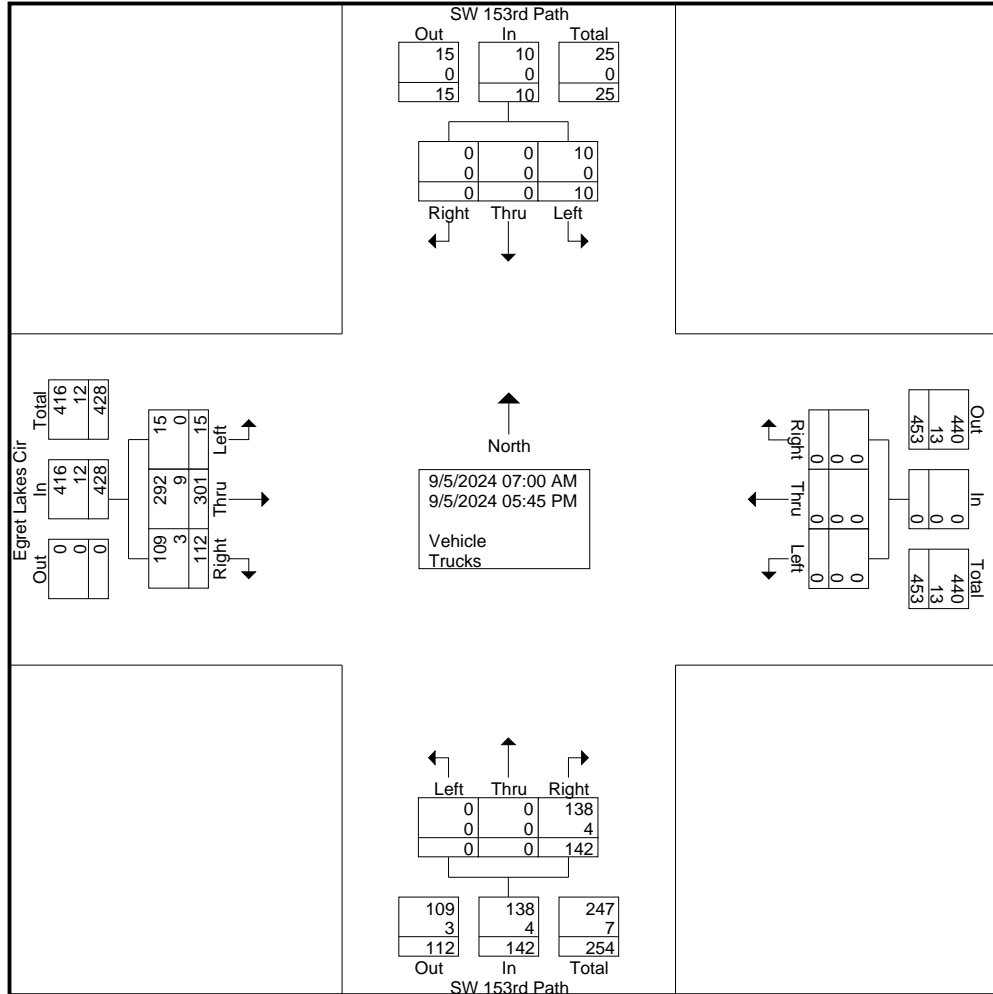 SW 153rd Path
Out In Total
15 10 25
0 0 0
15 10 25
0 0 10
0 0 0
0 0 10
Right Thru Left
Egret Lakes Cir
Total In Out
416 12 428
416 12 428
0 0 0
Left 15 0 15
Thru 292 9 301
Right 109 3 112
North
9/5/2024 07:00 AM
9/5/2024 05:45 PM
Vehicle
Trucks
Right 0 0 0
Thru 0 0 0
Left 0 0 0
Out In Total
440 0 440
13 0 13
453 0 453
Left Thru Right
0 0 138
0 0 4
0 0 142
109 138 247
3 4 7
112 142 254
Out In Total
SW 153rd Path